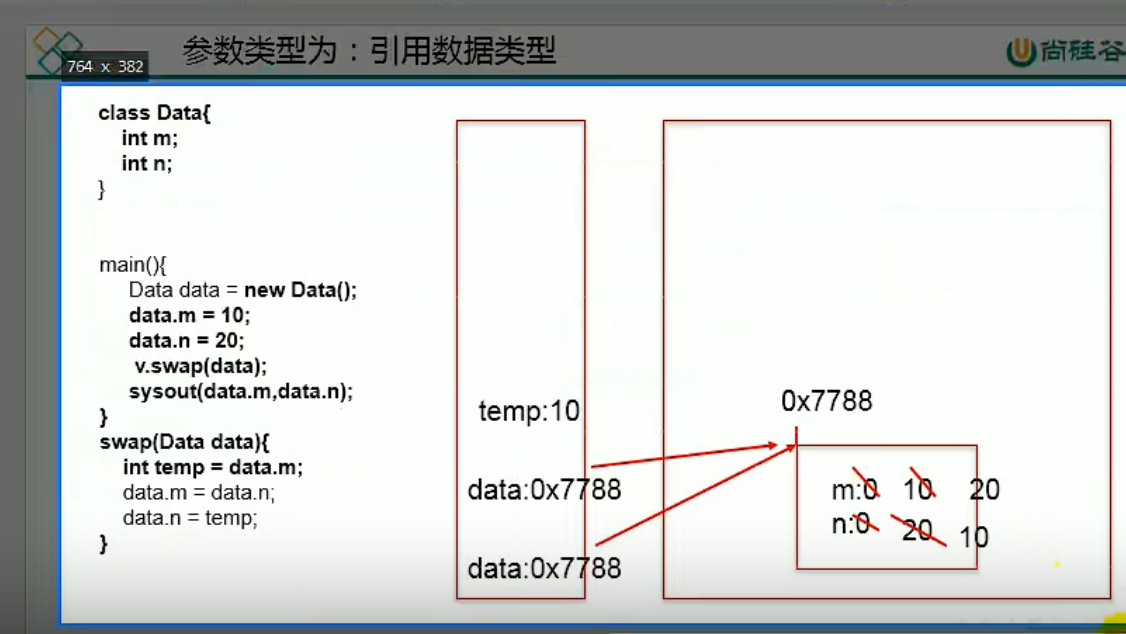 参数类型为：引用数据类型
尚硅谷
764 x 382
class Data{
int m;
int n;
}
main(){
Data data = new Data();
data.m = 10;
data.n = 20;
v.swap(data);
sysout(data.m,data.n);
}
swap(Data data){
int temp = data.m;
data.m = data.n;
data.n = temp;
}
temp:10
data:0x7788
data:0x7788
0x7788
m:0 10 20
n:0 20 10